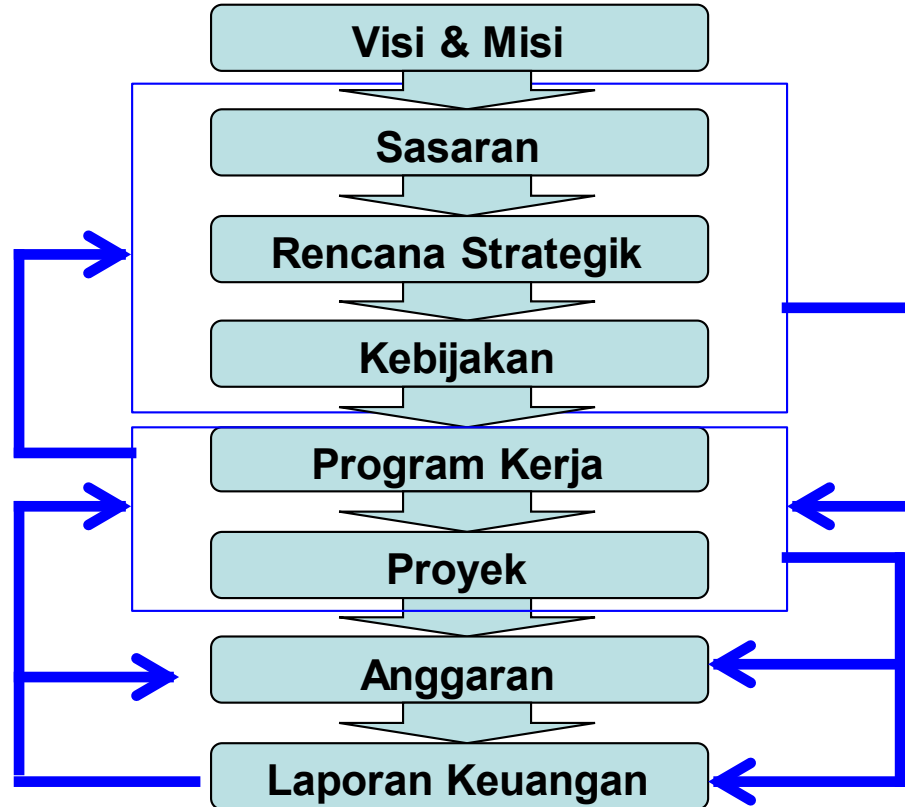 Visi & Misi
Sasaran
Rencana Strategik
Kebijakan
Program Kerja
Proyek
Anggaran
Laporan Keuangan